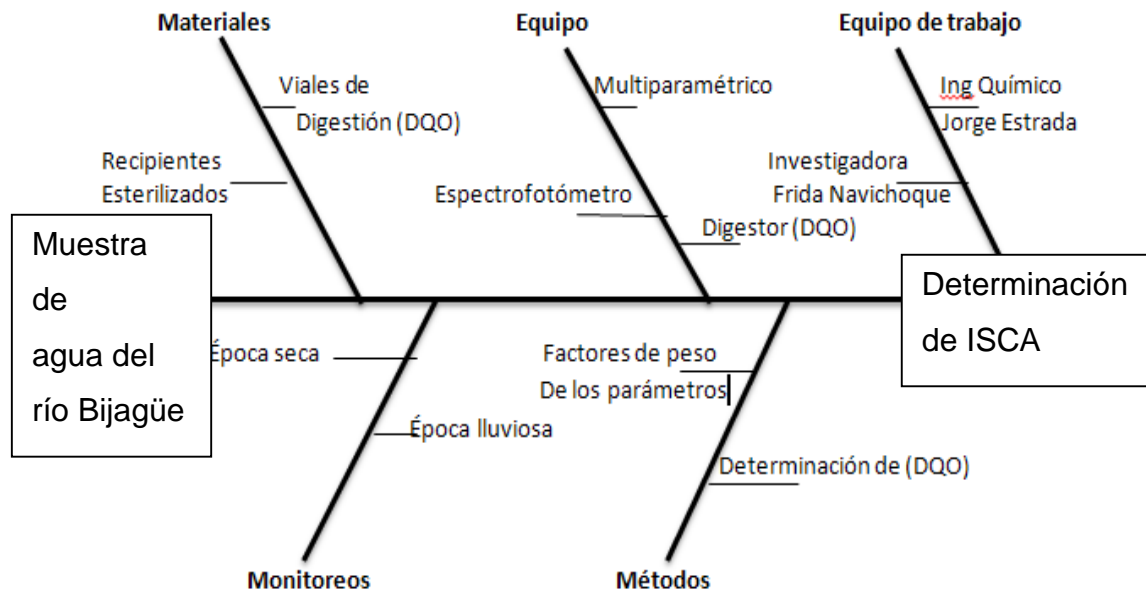 Materiales
Equipo
Equipo de trabajo
Viales de
Digestión (DQO)
Recipientes
Esterilizados
Multiparamétrico
Espectrofotómetro
Digestor (DQO)
Ing Químico
Jorge Estrada
Investigadora
Frida Navichoque
Muestra
de
agua del
río Bijagüe
Determinación
de ISCA
Época seca
Época lluviosa
Factores de peso
De los parámetros
Determinación de (DQO)
Monitoreos
Métodos